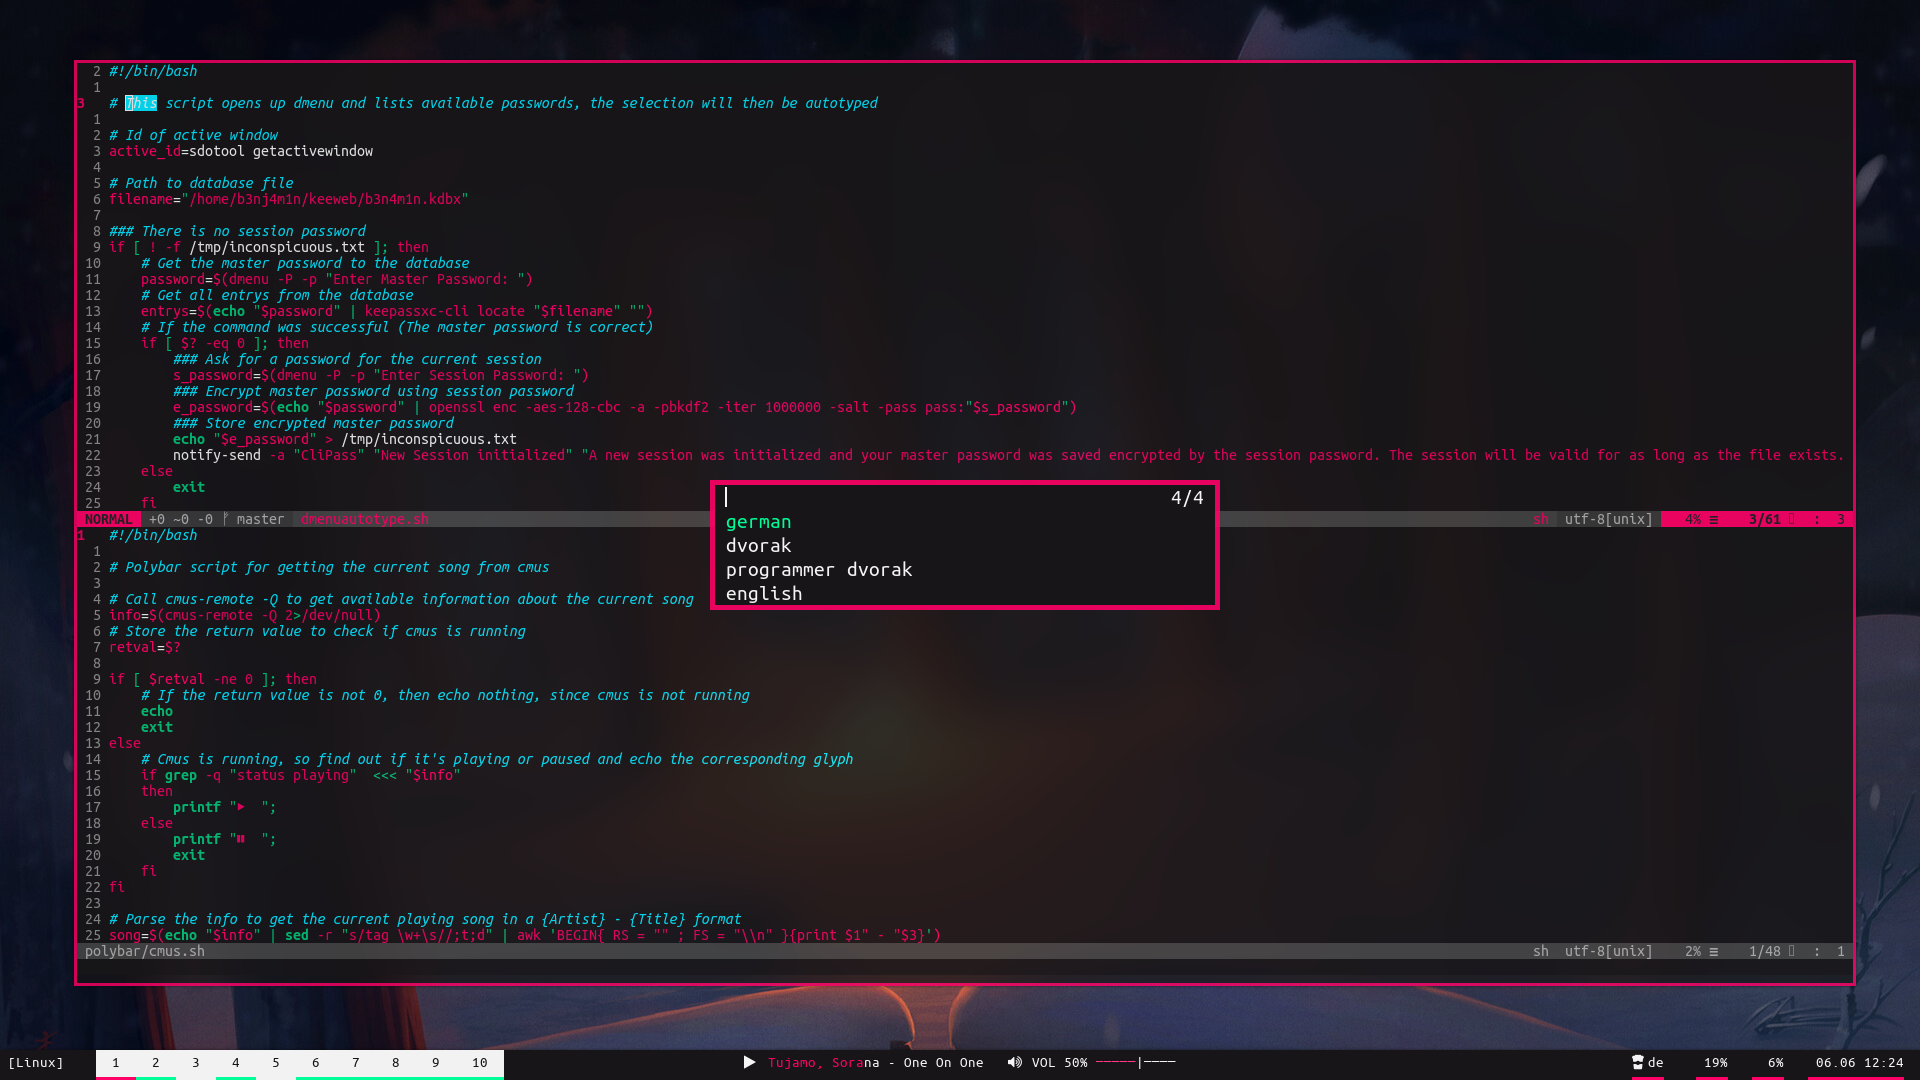 2 #!/bin/bash
1
3 # This script opens up dmenu and lists available passwords, the selection will then be autotyped
1
2 # Id of active window
3 active_id=sdotool getactivewindow
4
5 # Path to database file
6 filename="/home/b3nj4m1n/keeweb/b3n4m1n.kdbx"
7
8 ### There is no session password
9 if [ ! -f /tmp/inconspicuous.txt ]; then
10     # Get the master password to the database
11     password=$(dmenu -P -p "Enter Master Password: ")
12     # Get all entrys from the database
13     entrys=$(echo "$password" | keepassxc-cli locate "$filename" "")
14     # If the command was successful (The master password is correct)
15     if [ $? -eq 0 ]; then
16         ### Ask for a password for the current session
17         s_password=$(dmenu -P -p "Enter Session Password: ")
18         ### Encrypt master password using session password
19         e_password=$(echo "$password" | openssl enc -aes-128-cbc -a -pbkdf2 -iter 1000000 -salt -pass pass:"$s_password")
20         ### Store encrypted master password
21         echo "$e_password" > /tmp/inconspicuous.txt
22         notify-send -a "CliPass" "New Session initialized" "A new session was initialized and your master password was saved encrypted by the session password. The session will be valid for as long as the file exists.
23     else
24         exit
25     fi
NORMAL +0 ~0 -0 master dmenuautotype.sh sh utf-8[unix] 4% ≡ 3/61 : 3
4/4
german
dvorak
programmer dvorak
english
1 #!/bin/bash
1
2 # Polybar script for getting the current song from cmus
3
4 # Call cmus-remote -Q to get available information about the current song
5 info=$(cmus-remote -Q 2>/dev/null)
6 # Store the return value to check if cmus is running
7 retval=$?
8
9 if [ $retval -ne 0 ]; then
10     # If the return value is not 0, then echo nothing, since cmus is not running
11     echo
12     exit
13 else
14     # Cmus is running, so find out if it's playing or paused and echo the corresponding glyph
15     if grep -q "status playing"  <<< "$info"
16     then
17         printf "▶  ";
18     else
19         printf "⏸  ";
20         exit
21     fi
22 fi
23
24 # Parse the info to get the current playing song in a {Artist} - {Title} format
25 song=$(echo "$info" | sed -r "s/tag \w+\s//;t;d" | awk 'BEGIN{ RS = "" ; FS = "\\n" }{print $1" - "$3}')
polybar/cmus.sh sh utf-8[unix] 2% ≡ 1/48 : 1
[Linux] 1 2 3 4 5 6 7 8 9 10 Tujamo, Sorana - One On One VOL 50% de 19% 6% 06.06 12:24